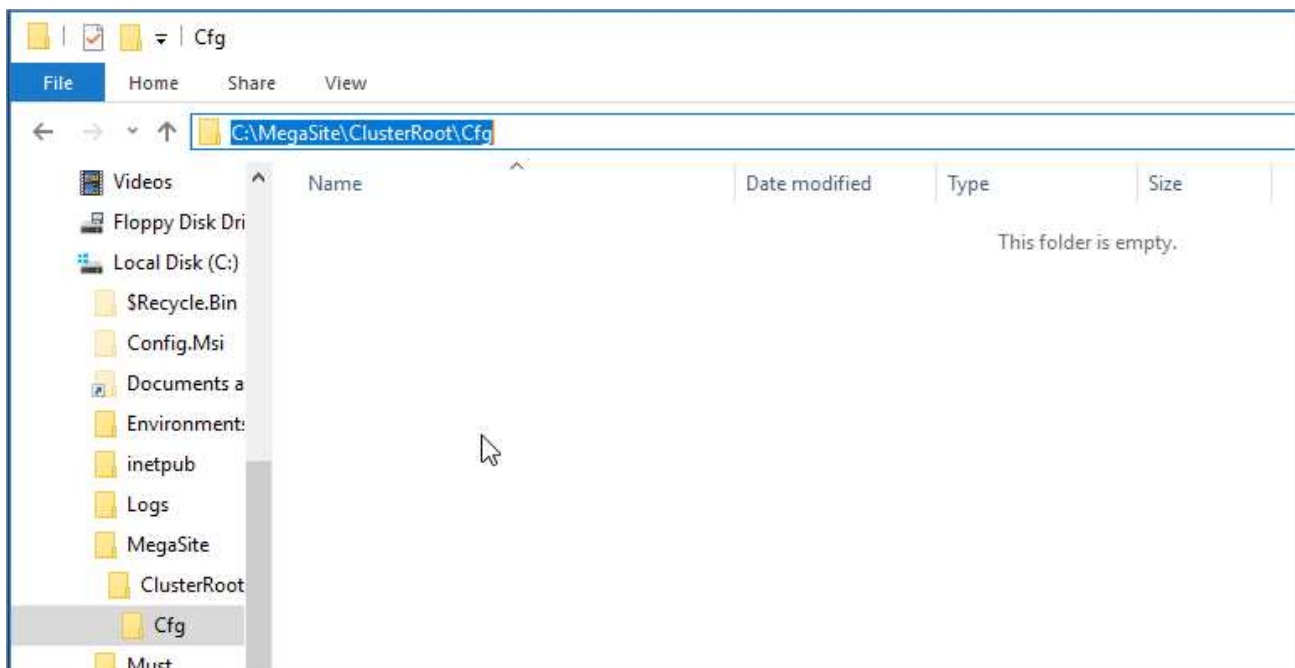 Cfg
File Home Share View
C:\MegaSite\ClusterRoot\Cfg
Name Date modified Type Size
This folder is empty.
Videos
Floppy Disk Dri
Local Disk (C:)
$Recycle.Bin
Config.Msi
Documents a
Environments
inetpub
Logs
MegaSite
ClusterRoot
Cfg
Must